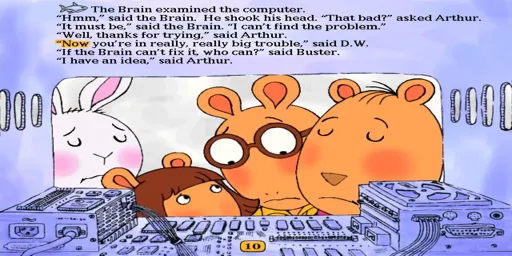 The Brain examined the computer.
“Hmm,” said the Brain. He shook his head. “That bad?” asked Arthur.
“It must be,” said the Brain. “I can’t find the problem.”
“Well, thanks for trying,” said Arthur.
“Now you’re in really, really big trouble,” said D.W.
“If the Brain can’t fix it, who can?” said Buster.
“I have an idea,” said Arthur.
10